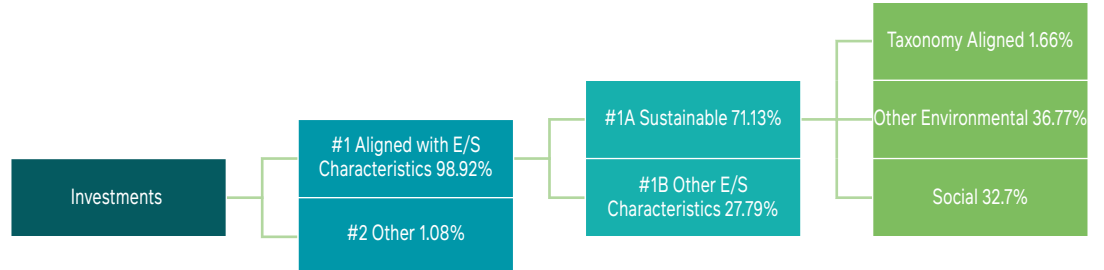 Investments
#1 Aligned with E/S
Characteristics 98.92%
#2 Other 1.08%
#1A Sustainable 71.13%
#1B Other E/S
Characteristics 27.79%
Taxonomy Aligned 1.66%
Other Environmental 36.77%
Social 32.7%